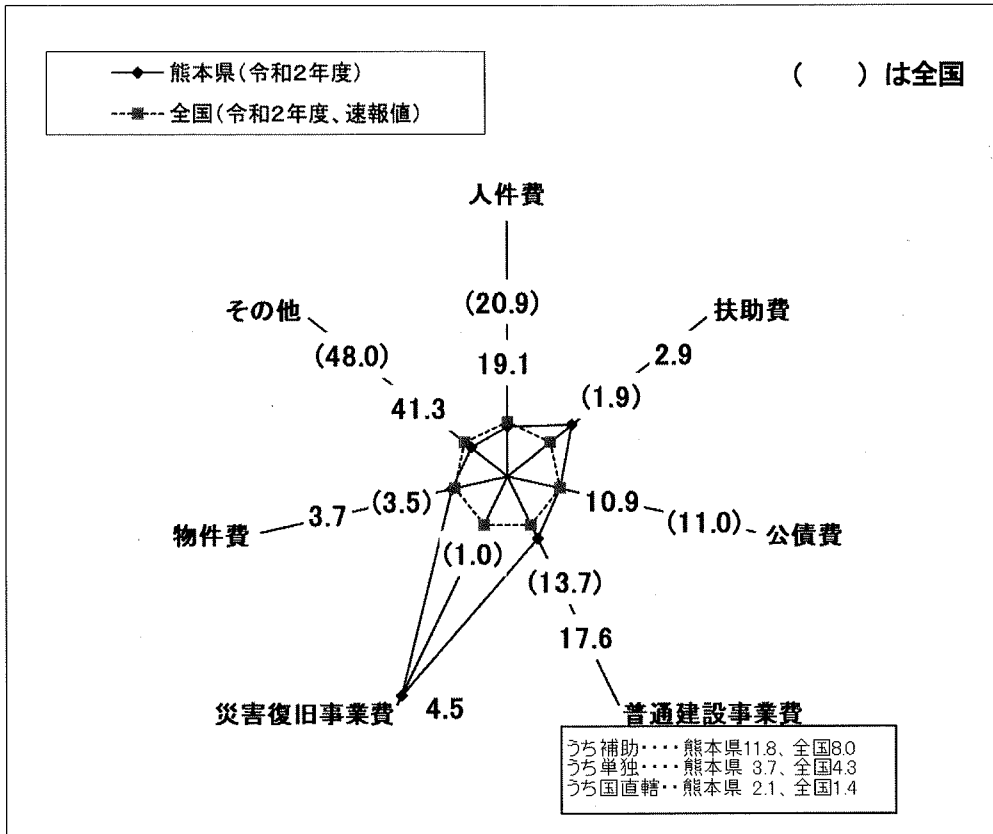 熊本県(令和2年度)
全国(令和2年度、速報値)
(　　)は全国
人件費
(20.9)
19.1
扶助費
2.9
(1.9)
公債費
10.9
(11.0)
普通建設事業費
(13.7)
17.6
うち補助････熊本県11.8、全国8.0
うち単独････熊本県 3.7、全国4.3
うち国直轄･･熊本県 2.1、全国1.4
災害復旧事業費
(1.0)
4.5
物件費
3.7
(3.5)
その他
(48.0)
41.3